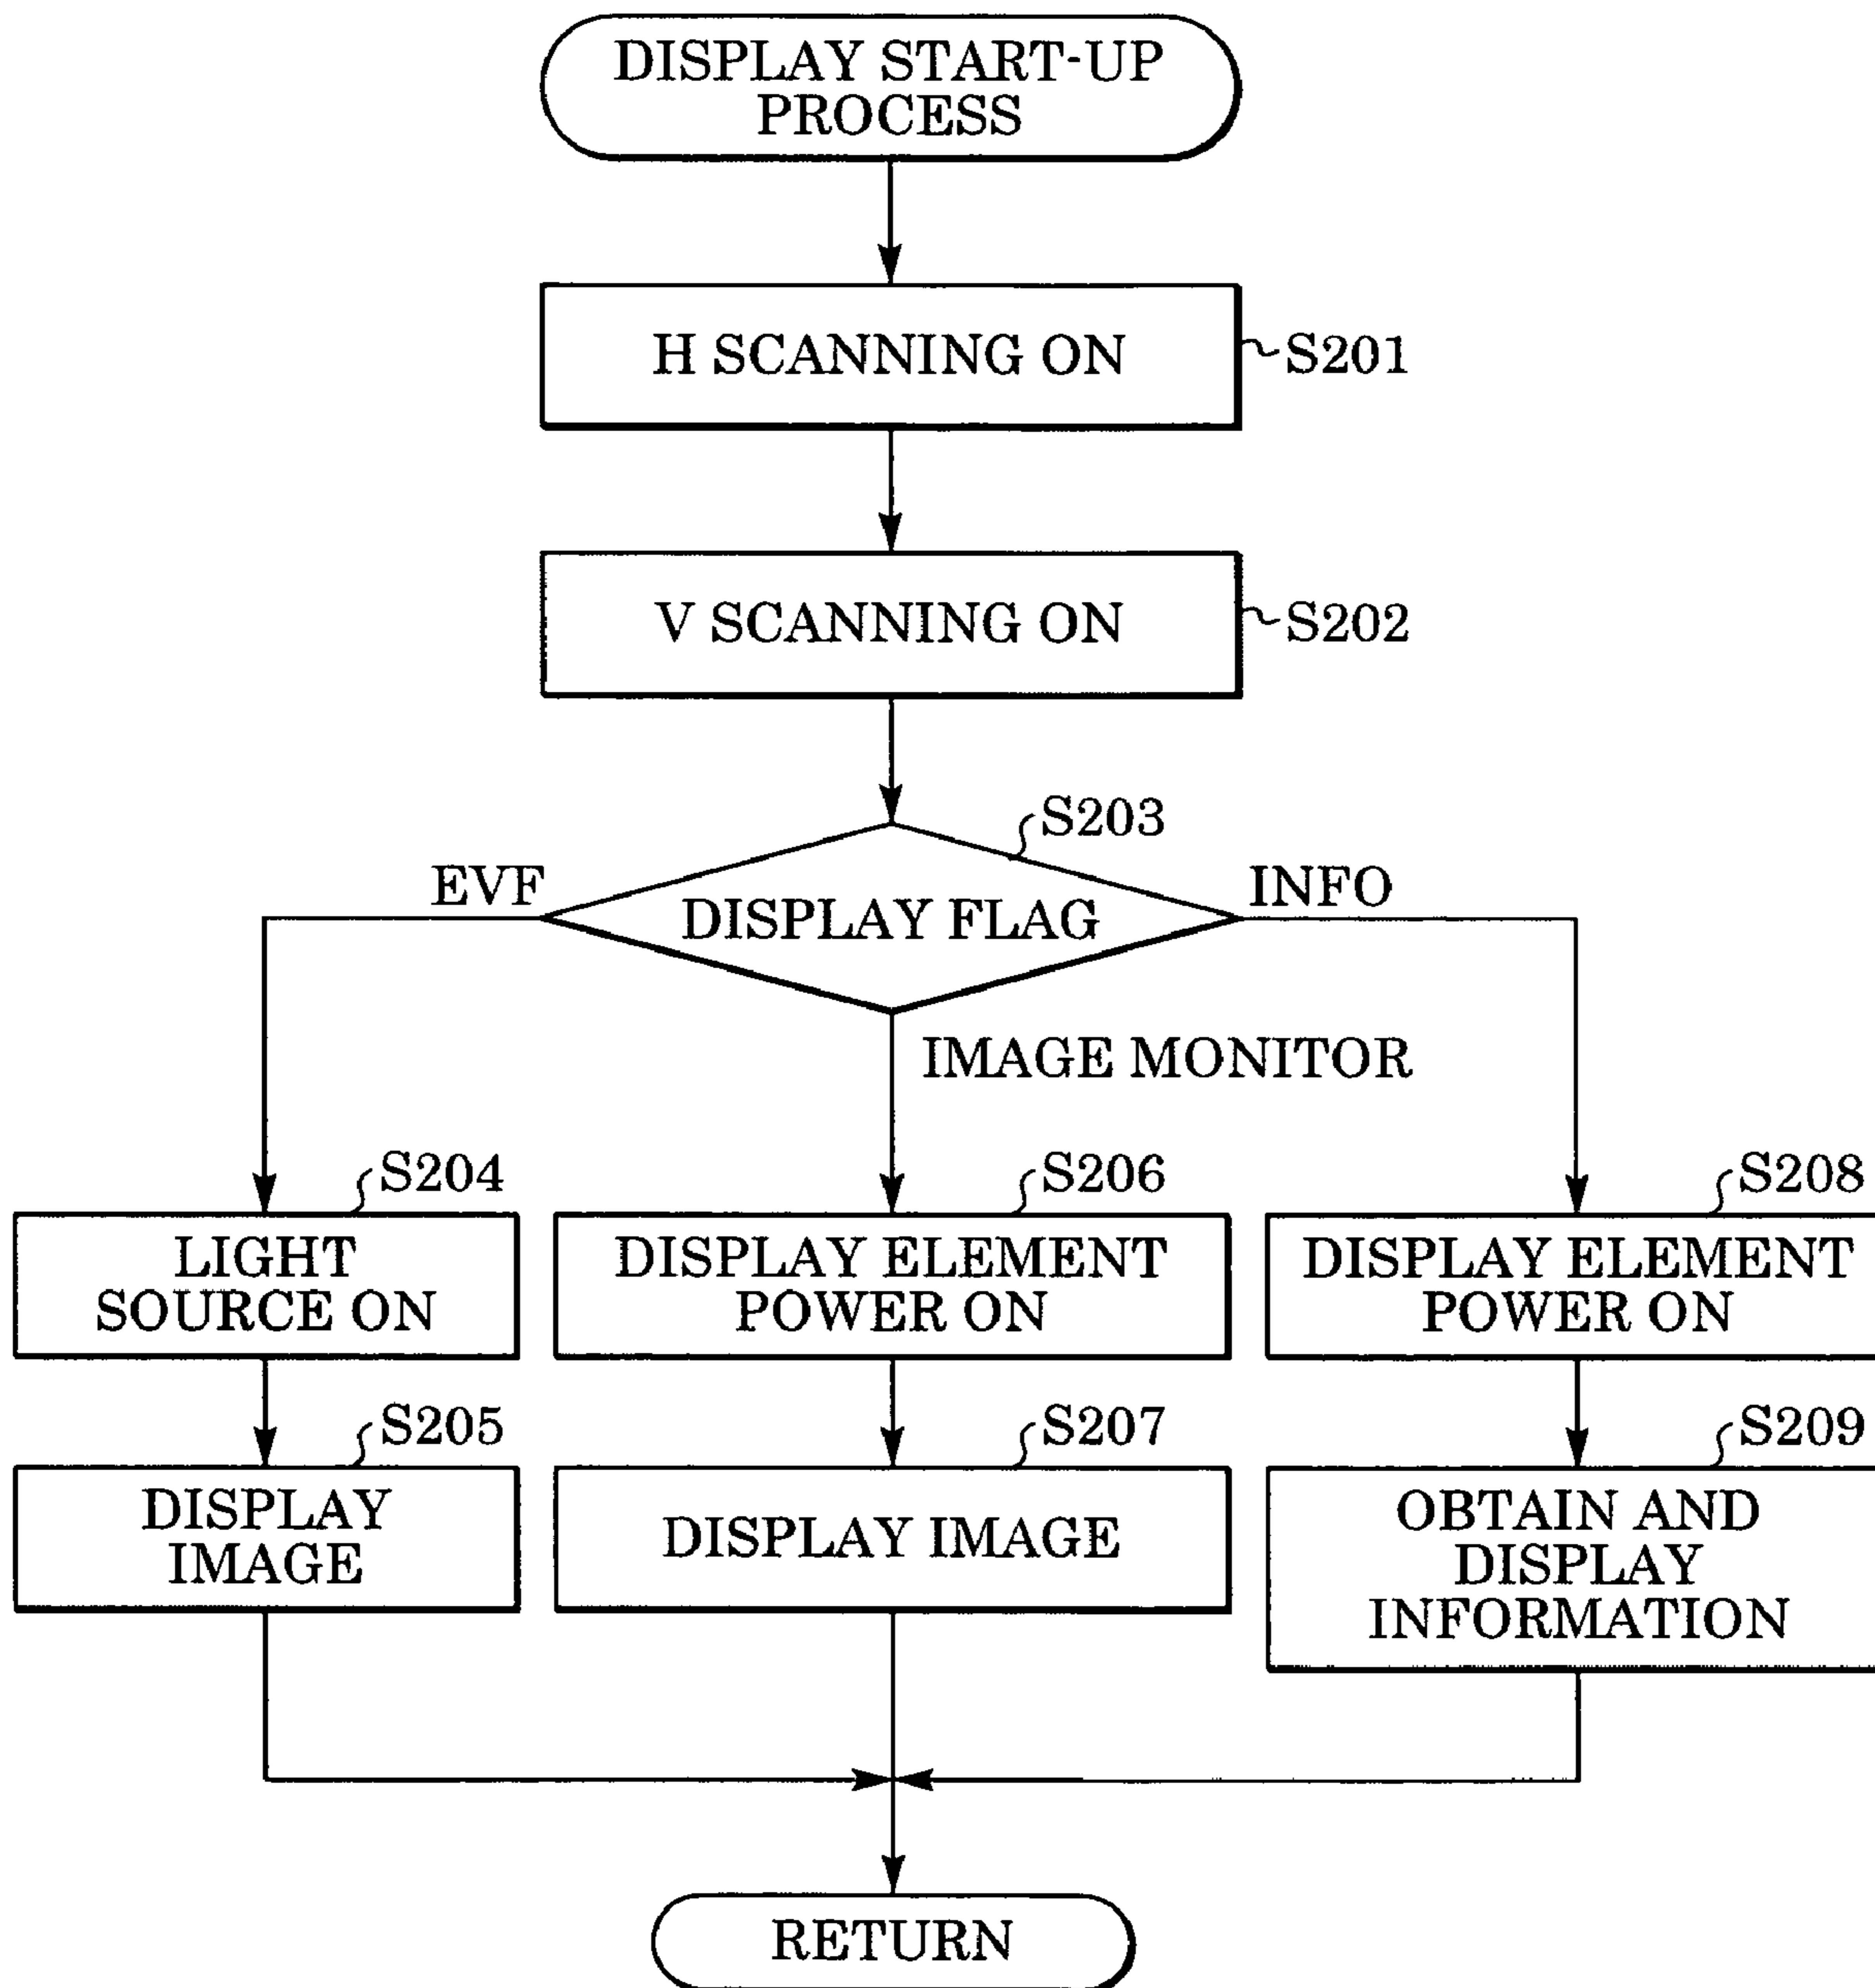 DISPLAY START-UP
PROCESS
H SCANNING ON
S201
V SCANNING ON
S202
S203
EVF
DISPLAY FLAG
INFO
IMAGE MONITOR
S204
LIGHT
SOURCE ON
S206
DISPLAY ELEMENT
POWER ON
S208
DISPLAY ELEMENT
POWER ON
S205
DISPLAY
IMAGE
S207
DISPLAY IMAGE
S209
OBTAIN AND
DISPLAY
INFORMATION
RETURN